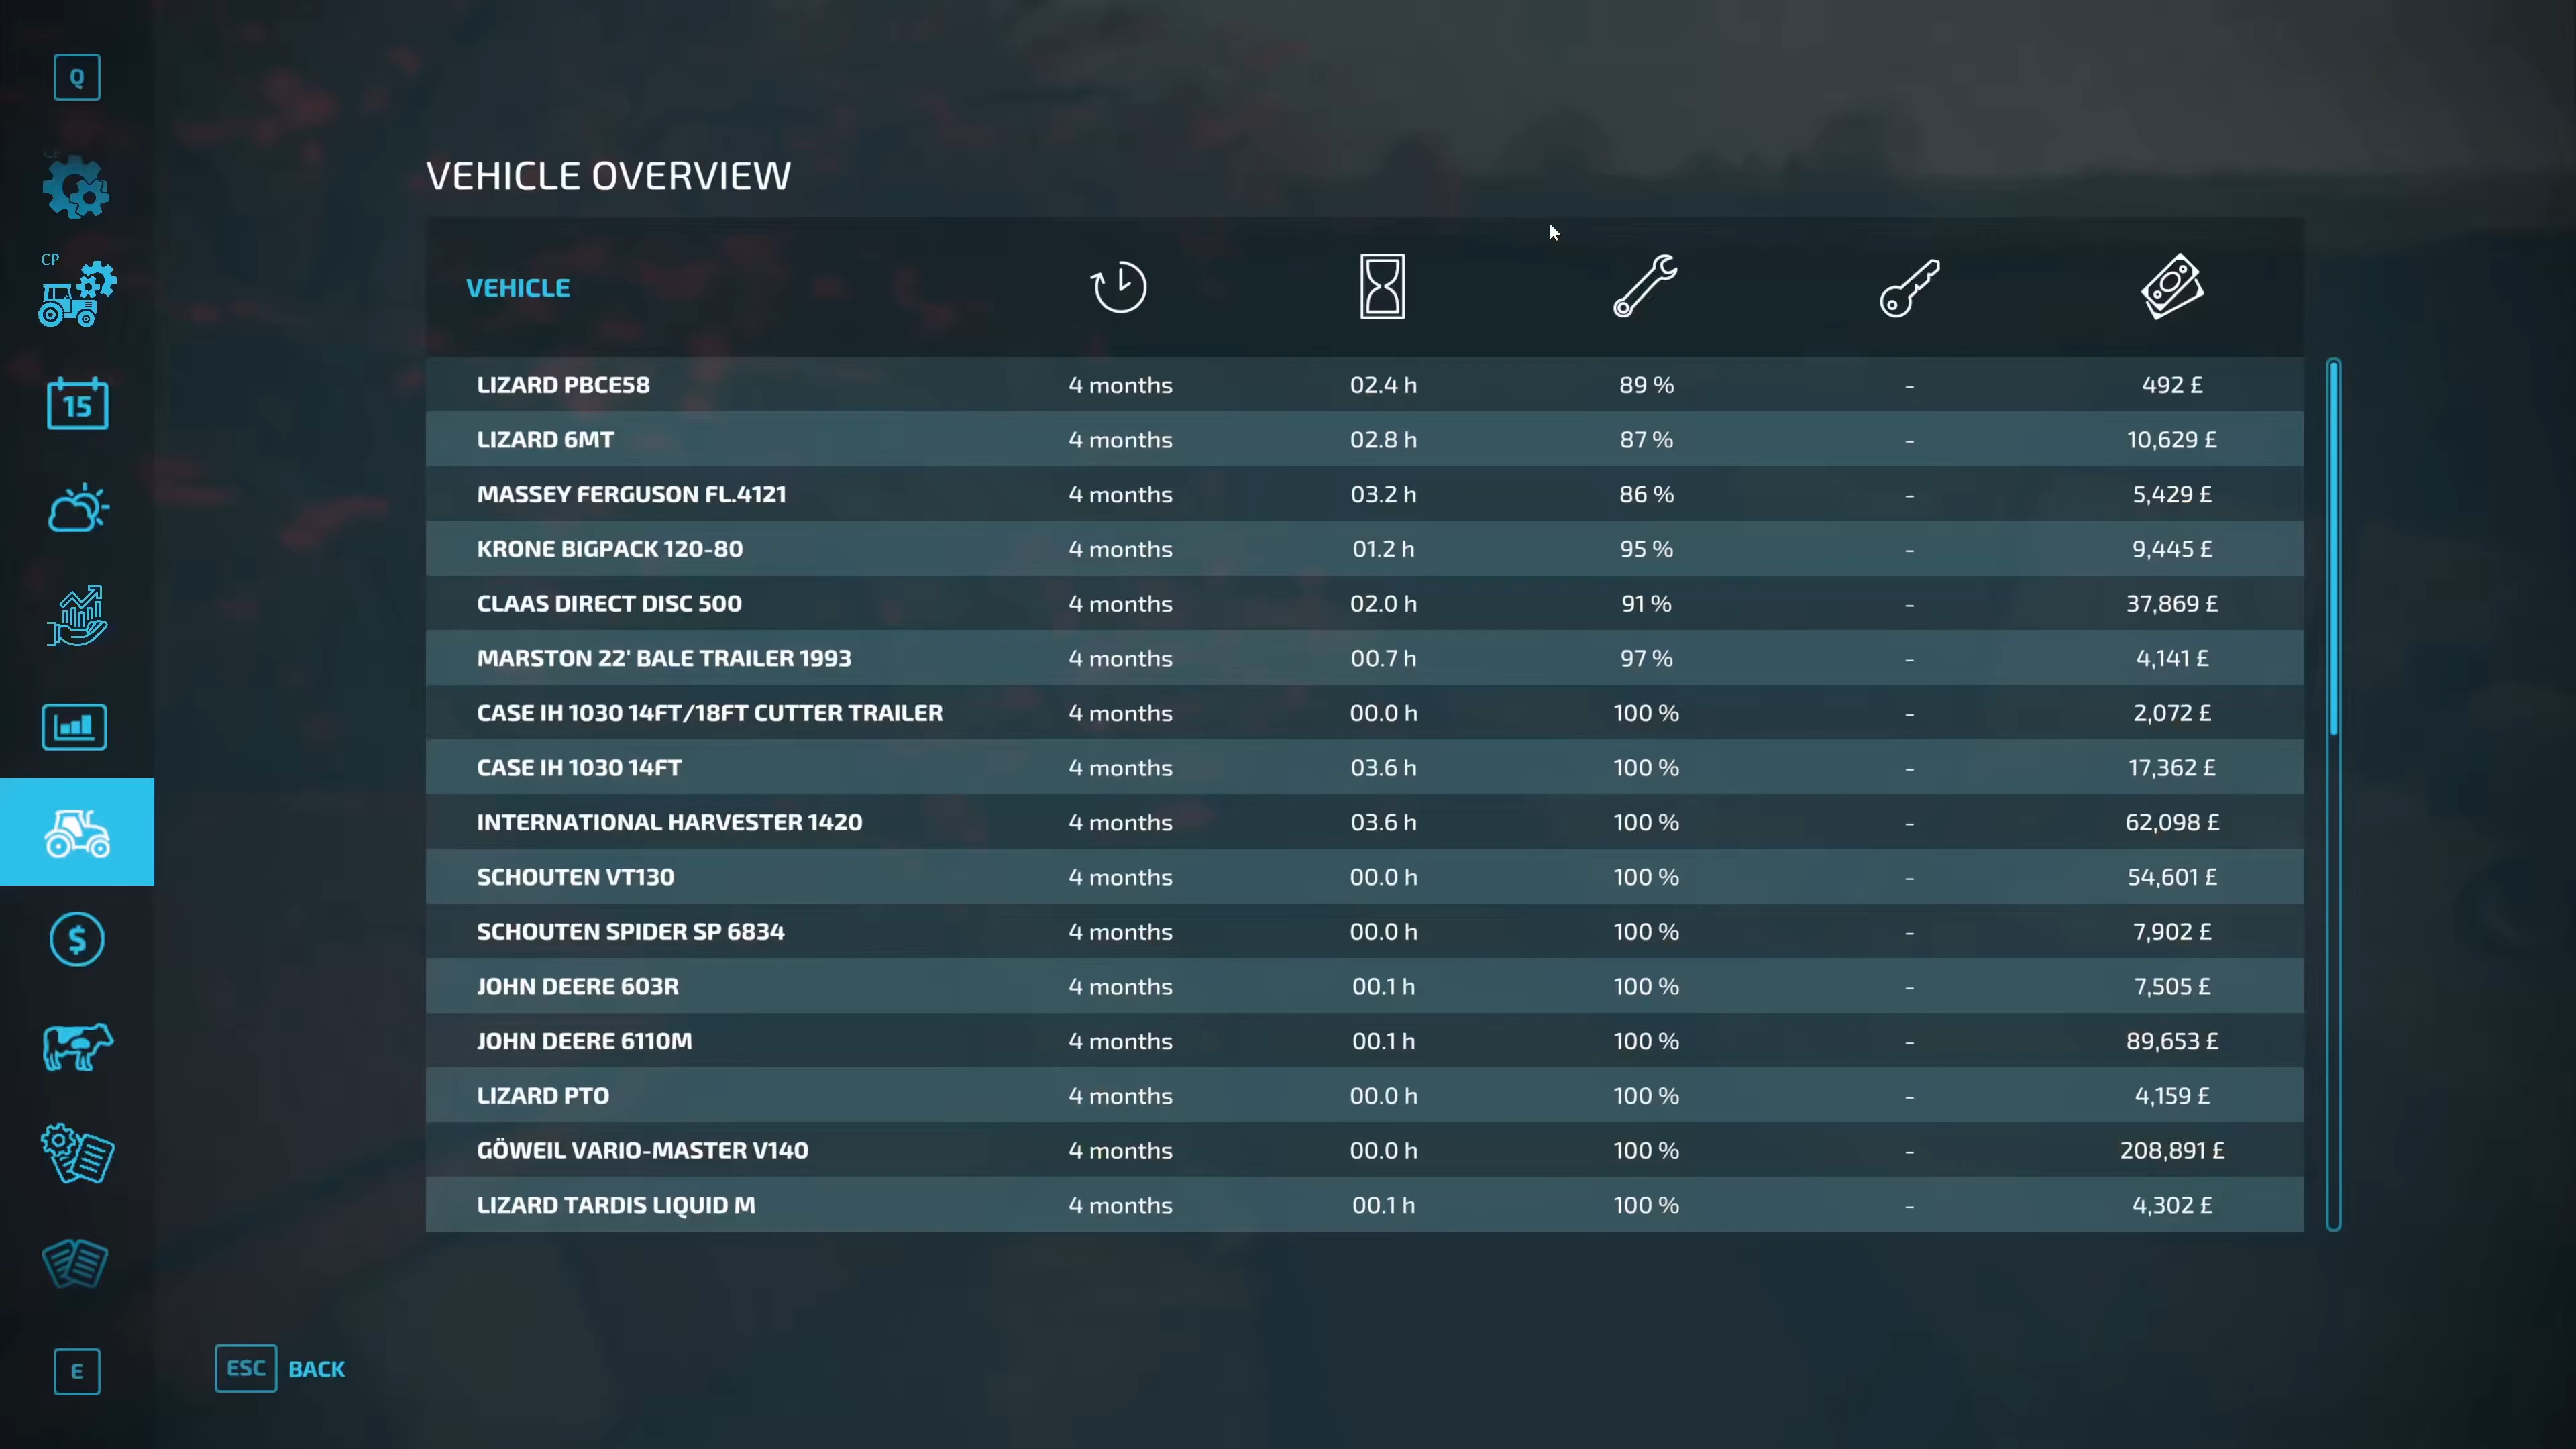 Q
VEHICLE OVERVIEW
CP
VEHICLE
LIZARD PBCE58 4 months 02.4 h 89 % - 492 £
15
LIZARD 6MT 4 months 02.8 h 87 % - 10,629 £
MASSEY FERGUSON FL.4121 4 months 03.2 h 86 % - 5,429 £
KRONE BIGPACK 120-80 4 months 01.2 h 95 % - 9,445 £
CLAAS DIRECT DISC 500 4 months 02.0 h 91 % - 37,869 £
MARSTON 22' BALE TRAILER 1993 4 months 00.7 h 97 % - 4,141 £
CASE IH 1030 14FT/18FT CUTTER TRAILER 4 months 00.0 h 100 % - 2,072 £
CASE IH 1030 14FT 4 months 03.6 h 100 % - 17,362 £
INTERNATIONAL HARVESTER 1420 4 months 03.6 h 100 % - 62,098 £
SCHOUTEN VT130 4 months 00.0 h 100 % - 54,601 £
SCHOUTEN SPIDER SP 6834 4 months 00.0 h 100 % - 7,902 £
$
JOHN DEERE 603R 4 months 00.1 h 100 % - 7,505 £
JOHN DEERE 6110M 4 months 00.1 h 100 % - 89,653 £
LIZARD PTO 4 months 00.0 h 100 % - 4,159 £
GÖWEIL VARIO-MASTER V140 4 months 00.0 h 100 % - 208,891 £
LIZARD TARDIS LIQUID M 4 months 00.1 h 100 % - 4,302 £
E
ESC BACK